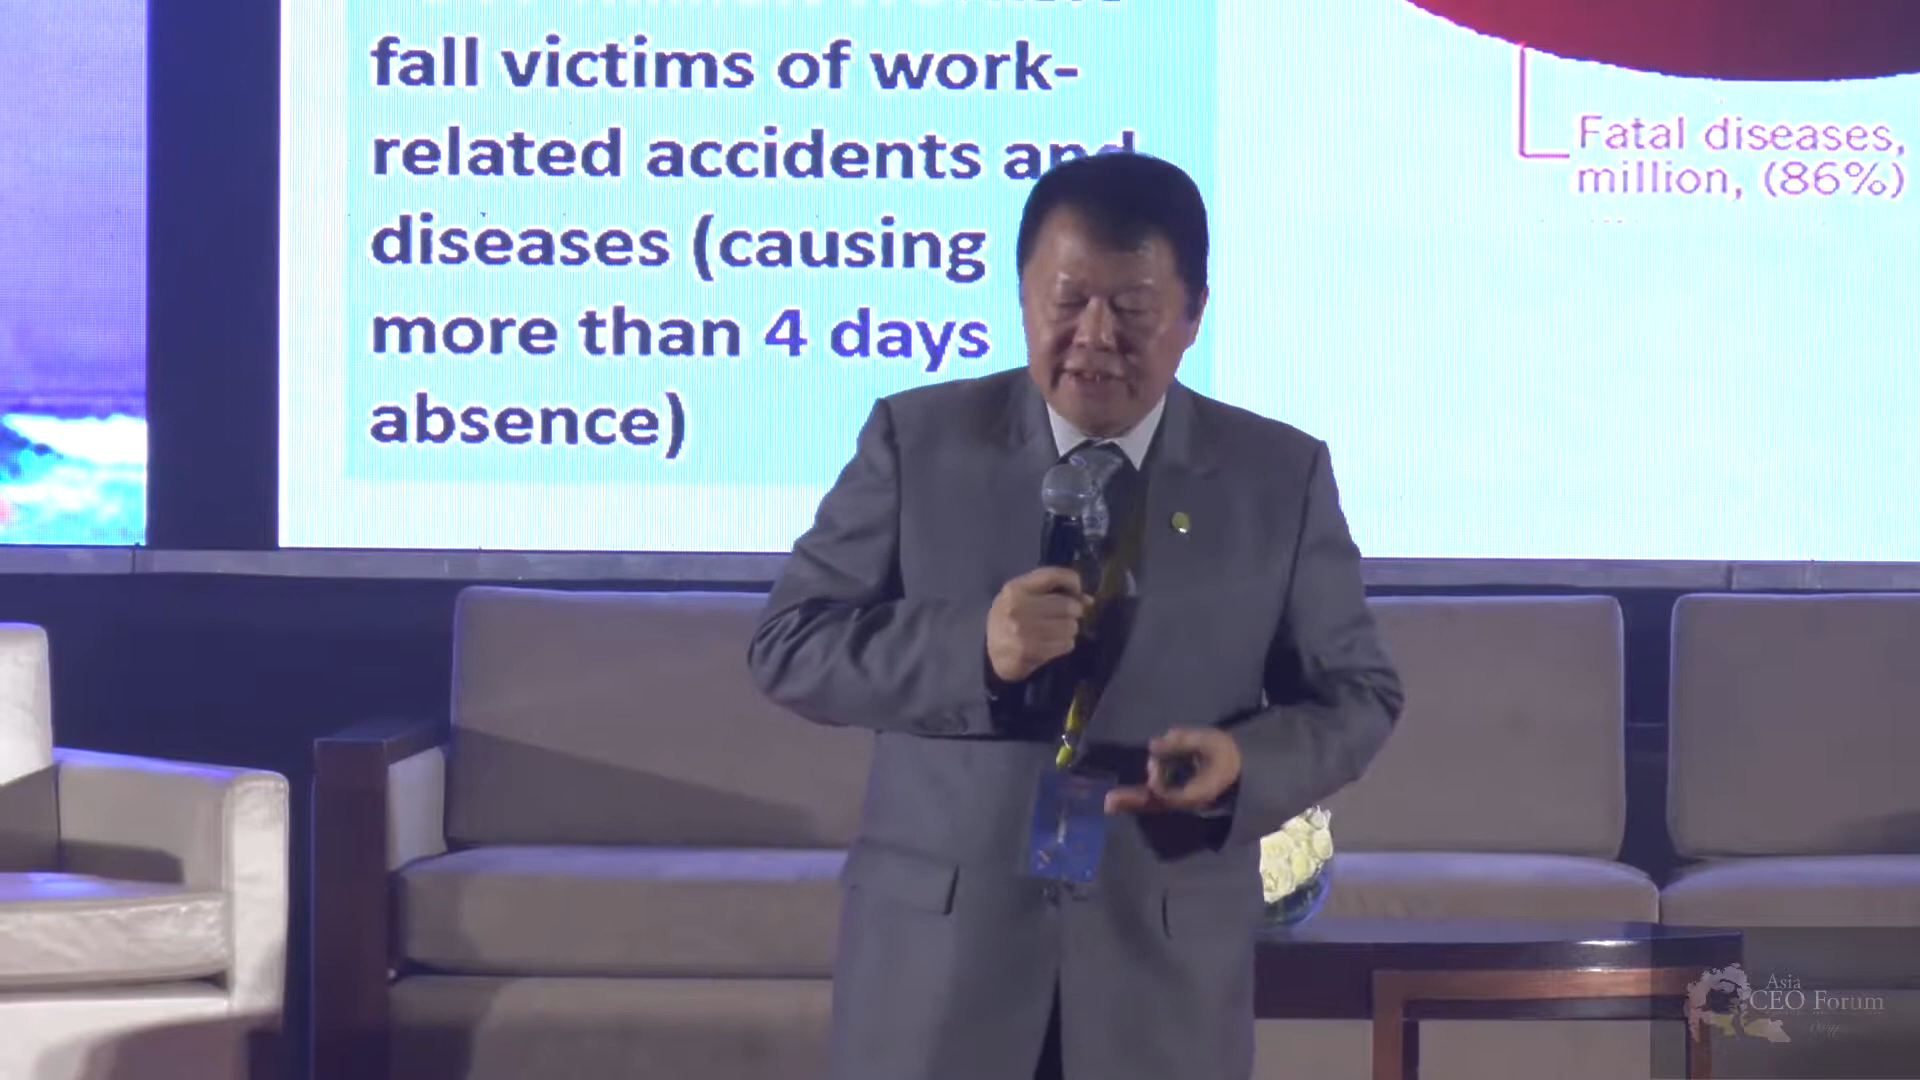 fall victims of work-
related accidents and
diseases (causing
more than 4 days
absence)
Fatal diseases,
million, (86%)
Asia
CEO Forum